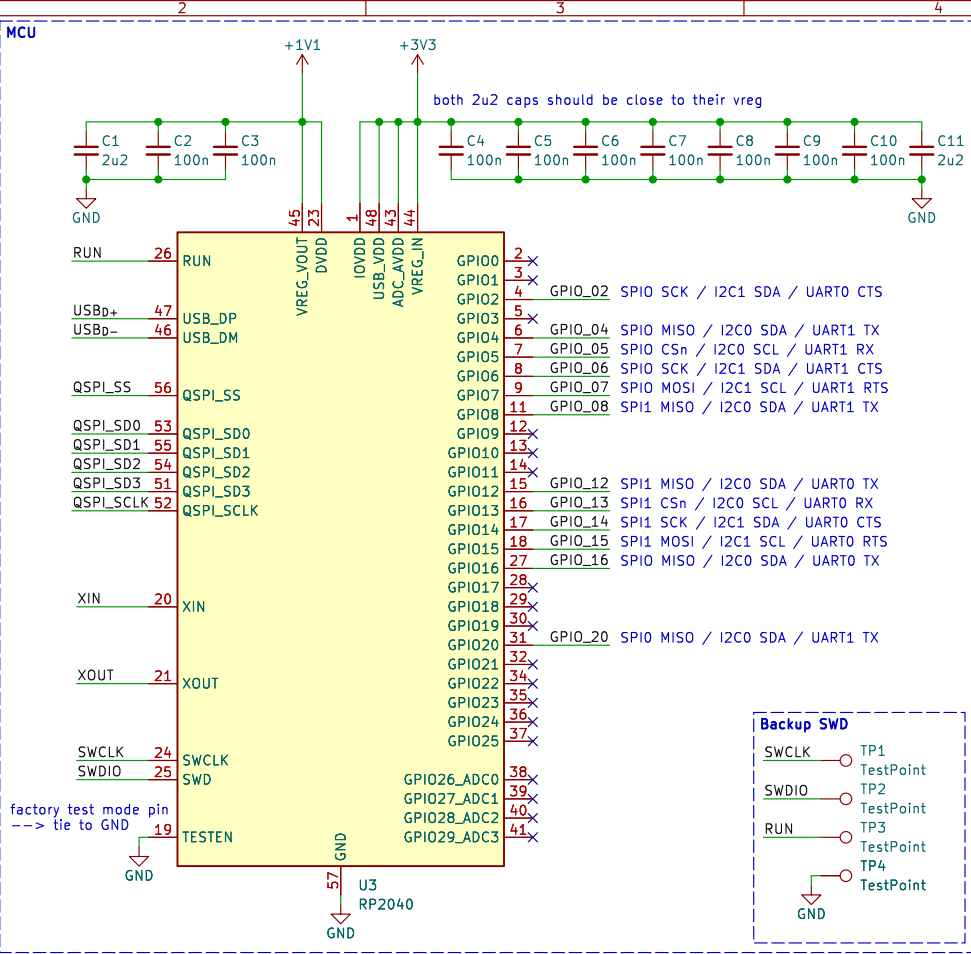 2 3 4
MCU
+1V1 +3V3
both 2u2 caps should be close to their vreg
C1 C2 C3 C4 C5 C6 C7 C8 C9 C10 C11
2u2 100n 100n 100n 100n 100n 100n 100n 100n 100n 2u2
GND GND
45 23 1 48 43 44
VREG_VOUT DVDD IOVDD USB_VDD ADC_AVDD VREG_IN
RUN 26 RUN
USBD+ 47 USB_DP
USBD- 46 USB_DM
QSPI_SS 56 QSPI_SS
QSPI_SD0 53 QSPI_SD0
QSPI_SD1 55 QSPI_SD1
QSPI_SD2 54 QSPI_SD2
QSPI_SD3 51 QSPI_SD3
QSPI_SCLK 52 QSPI_SCLK
XIN 20 XIN
XOUT 21 XOUT
SWCLK 24 SWCLK
SWDIO 25 SWD
factory test mode pin
--> tie to GND
19 TESTEN
GND
GPIO0 2
GPIO1 3
GPIO2 4 GPIO_02 SPI0 SCK / I2C1 SDA / UART0 CTS
GPIO3 5
GPIO4 6 GPIO_04 SPI0 MISO / I2C0 SDA / UART1 TX
GPIO5 7 GPIO_05 SPI0 CSn / I2C0 SCL / UART1 RX
GPIO6 8 GPIO_06 SPI0 SCK / I2C1 SDA / UART1 CTS
GPIO7 9 GPIO_07 SPI0 MOSI / I2C1 SCL / UART1 RTS
GPIO8 11 GPIO_08 SPI1 MISO / I2C0 SDA / UART1 TX
GPIO9 12
GPIO10 13
GPIO11 14
GPIO12 15 GPIO_12 SPI1 MISO / I2C0 SDA / UART0 TX
GPIO13 16 GPIO_13 SPI1 CSn / I2C0 SCL / UART0 RX
GPIO14 17 GPIO_14 SPI1 SCK / I2C1 SDA / UART0 CTS
GPIO15 18 GPIO_15 SPI1 MOSI / I2C1 SCL / UART0 RTS
GPIO16 27 GPIO_16 SPI0 MISO / I2C0 SDA / UART0 TX
GPIO17 28
GPIO18 29
GPIO19 30
GPIO20 31 GPIO_20 SPI0 MISO / I2C0 SDA / UART1 TX
GPIO21 32
GPIO22 34
GPIO23 35
GPIO24 36
GPIO25 37
GPIO26_ADC0 38
GPIO27_ADC1 39
GPIO28_ADC2 40
GPIO29_ADC3 41
GND
57
U3
RP2040
GND
Backup SWD
SWCLK TP1
TestPoint
SWDIO TP2
TestPoint
RUN TP3
TestPoint
TP4
TestPoint
GND